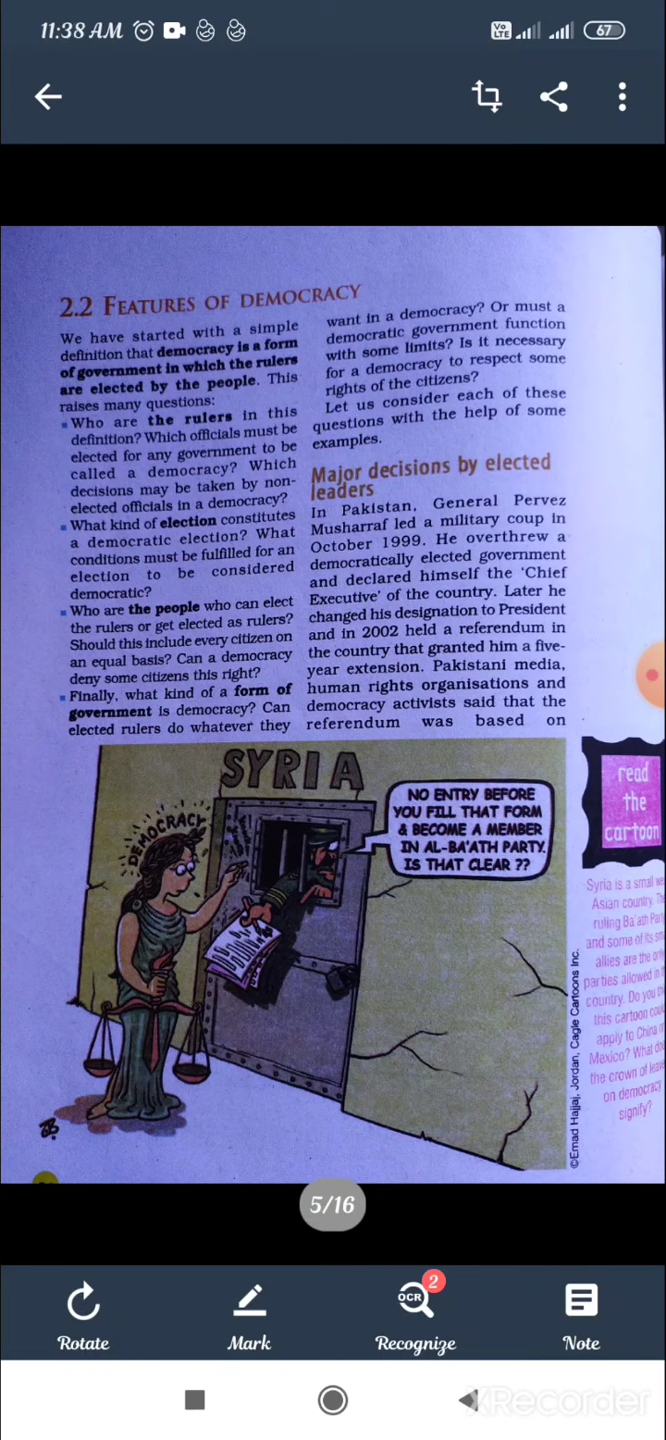 11:38 AM
Vo LTE
67
2.2 FEATURES OF DEMOCRACY
We have started with a simple
definition that democracy is a form
of government in which the rulers
are elected by the people. This
raises many questions:
▪ Who are the rulers in this
definition? Which officials must be
elected for any government to be
called a democracy? Which
decisions may be taken by non-
elected officials in a democracy?
▪ What kind of election constitutes
a democratic election? What
conditions must be fulfilled for an
election to be considered
democratic?
▪ Who are the people who can elect
the rulers or get elected as rulers?
Should this include every citizen on
an equal basis? Can a democracy
deny some citizens this right?
▪ Finally, what kind of a form of
government is democracy? Can
elected rulers do whatever they
want in a democracy? Or must a
democratic government function
with some limits? Is it necessary
for a democracy to respect some
rights of the citizens?
Let us consider each of these
questions with the help of some
examples.
Major decisions by elected
leaders
In Pakistan, General Pervez
Musharraf led a military coup in
October 1999. He overthrew a
democratically elected government
and declared himself the 'Chief
Executive' of the country. Later he
changed his designation to President
and in 2002 held a referendum in
the country that granted him a five-
year extension. Pakistani media,
human rights organisations and
democracy activists said that the
referendum was based on
SYRIA
DEMOCRACY
NO ENTRY BEFORE
YOU FILL THAT FORM
& BECOME A MEMBER
IN AL-BA'ATH PARTY.
IS THAT CLEAR ??
©Emad Hajjaj, Jordan, Cagle Cartoons Inc.
read
the
cartoon
Syria is a small
Asian country.
ruling Ba'ath
and some of its
allies are the
parties allowed in
country. Do you
this cartoon
apply to China
Mexico? What
the crown of
on democracy
signify?
5/16
Rotate
Mark
OCR
2
Recognize
Note
XRecorder